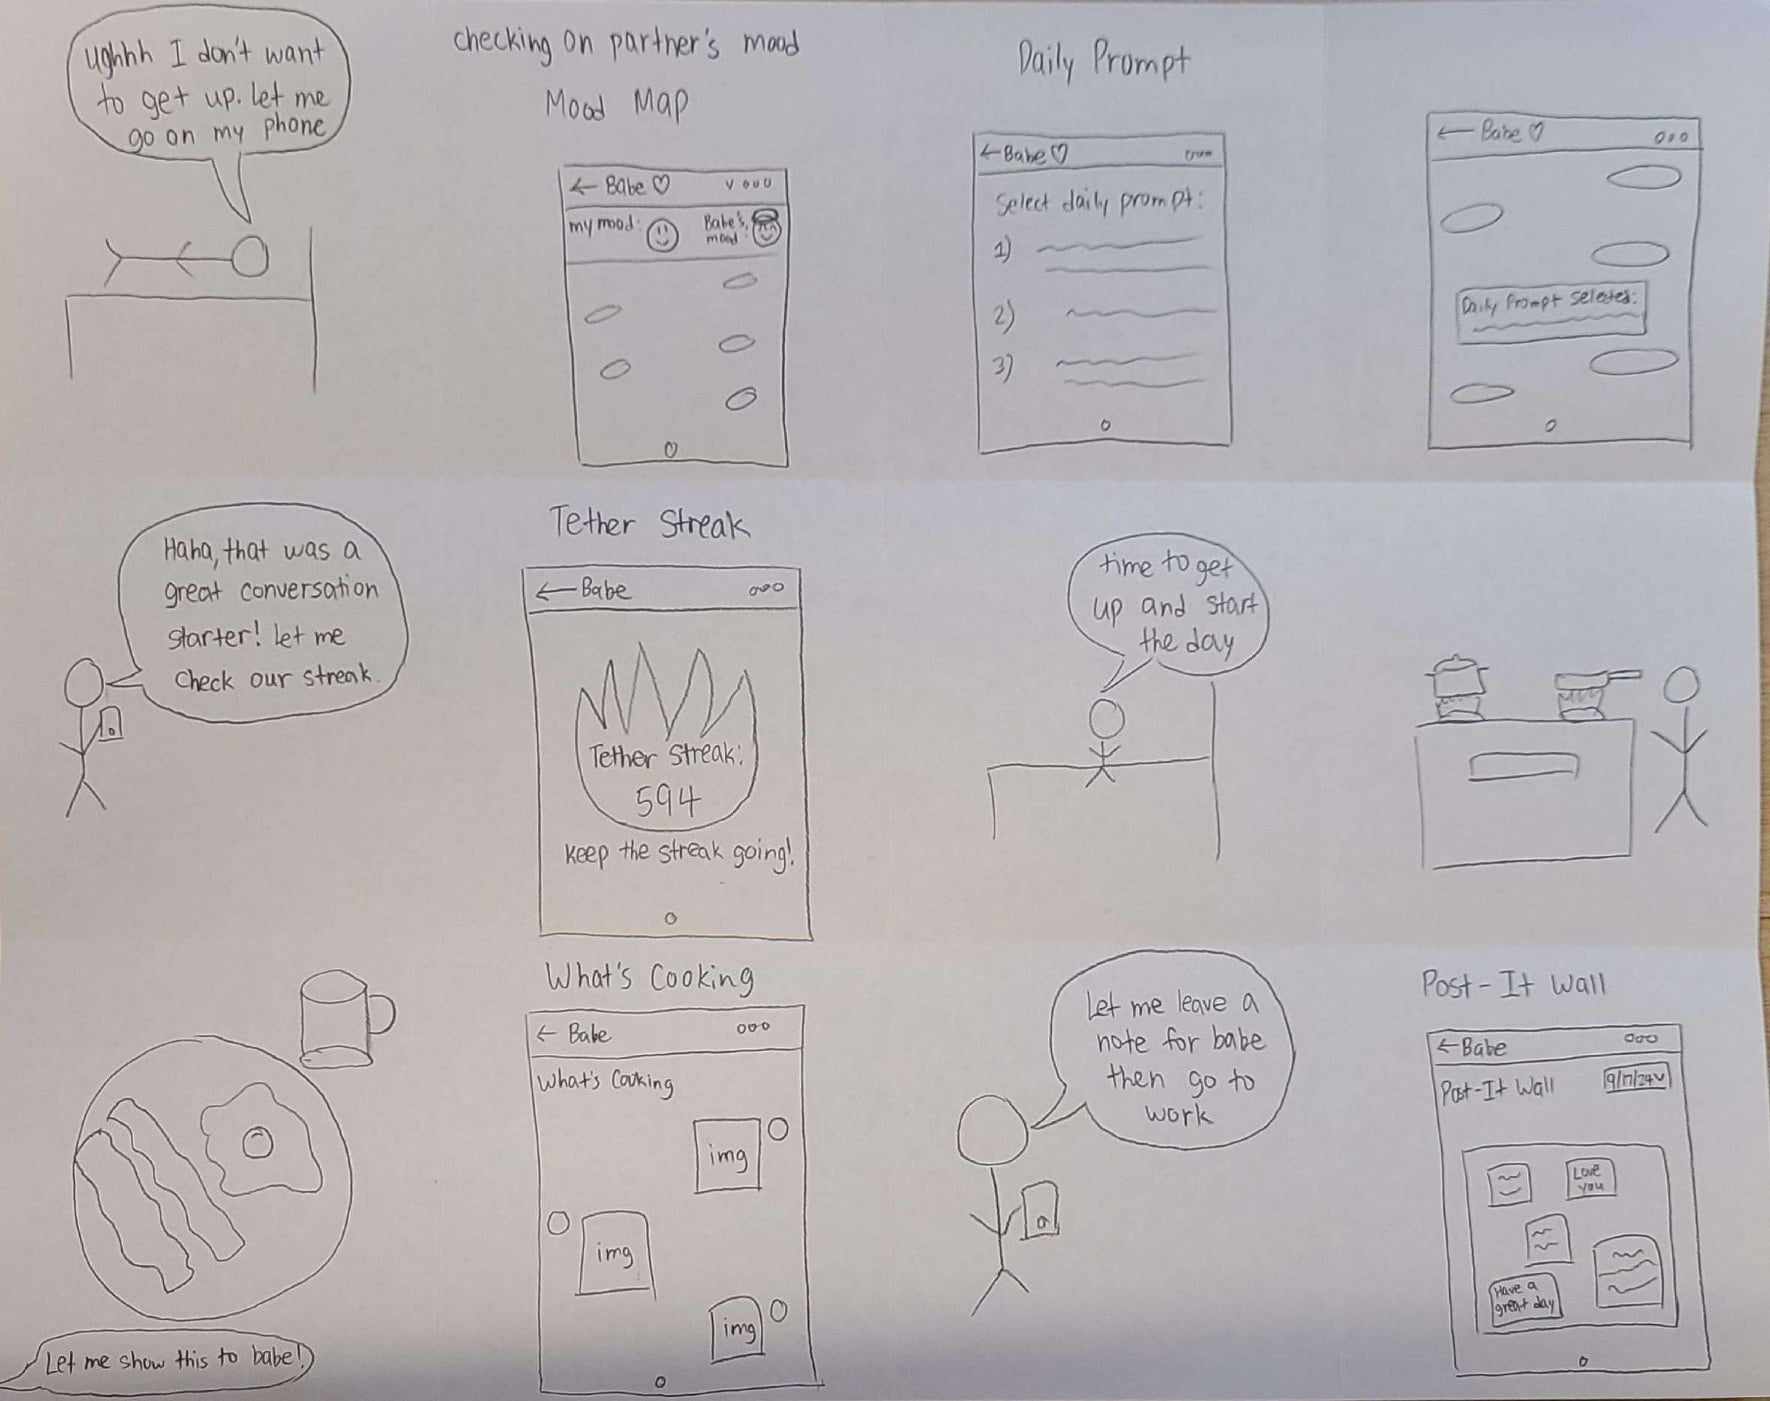 Ughhh I don't want
to get up. Let me
go on my phone
checking on partner's mood
Mood Map
← Babe ♡
my mood:
Babe's
mood:
Daily Prompt
← Babe ♡
Select daily prompt:
1)
2)
3)
← Babe ♡
Daily Prompt Selected:
Haha, that was a
great conversation
starter! Let me
check our streak.
Tether Streak
← Babe
Tether Streak:
594
Keep the streak going!
time to get
up and start
the day
Let me show this to babe!
What's Cooking
← Babe
What's Cooking
img
img
img
Let me leave a
note for babe
then go to
work
Post-It Wall
← Babe
Post-It Wall
9/17/24 v
Love
you
Have a
great day